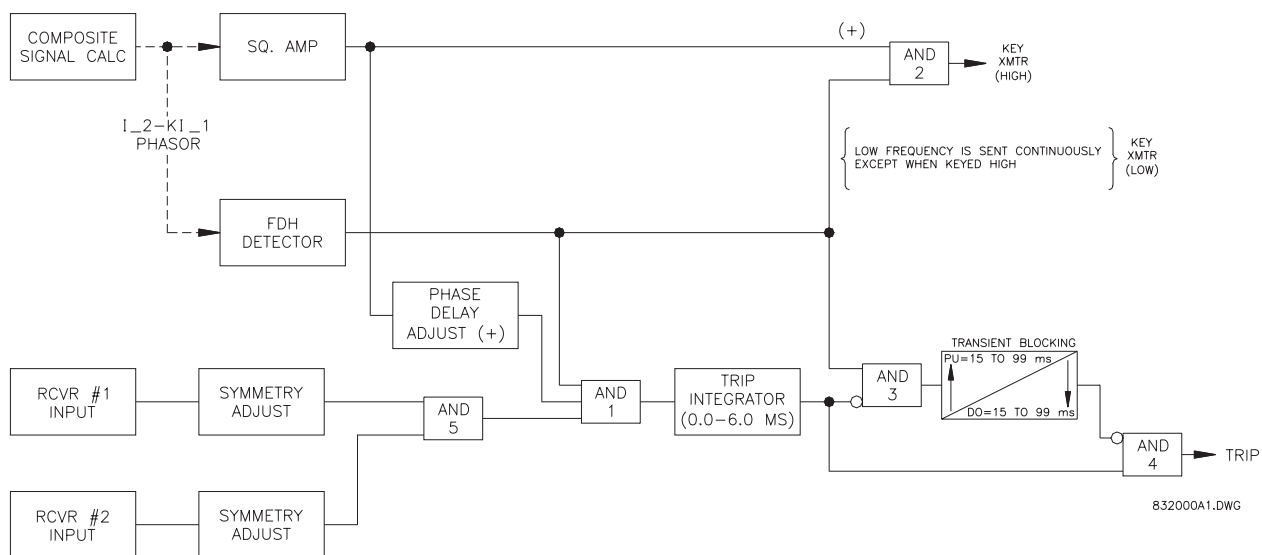 COMPOSITE
SIGNAL CALC
SQ. AMP
(+)
AND
2
KEY
XMTR
(HIGH)
I_2-KI_1
PHASOR
LOW FREQUENCY IS SENT CONTINUOUSLY
EXCEPT WHEN KEYED HIGH
KEY
XMTR
(LOW)
FDH
DETECTOR
PHASE
DELAY
ADJUST (+)
TRANSIENT BLOCKING
PU=15 TO 99 ms
DO=15 TO 99 ms
RCVR #1
INPUT
SYMMETRY
ADJUST
AND
5
AND
1
TRIP
INTEGRATOR
(0.0-6.0 MS)
AND
3
AND
4
TRIP
RCVR #2
INPUT
SYMMETRY
ADJUST
832000A1.DWG